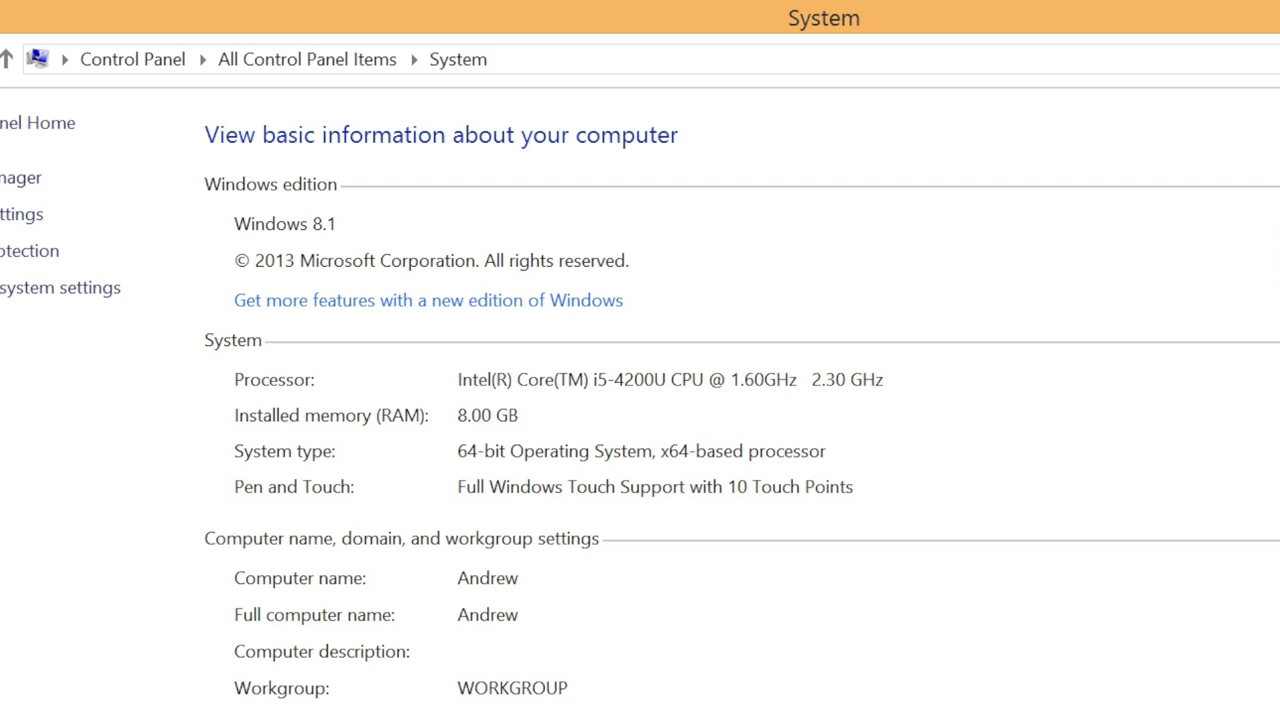 System
Control Panel All Control Panel Items System
nel Home
View basic information about your computer
nager
Windows edition
ttings
Windows 8.1
otection
© 2013 Microsoft Corporation. All rights reserved.
system settings
Get more features with a new edition of Windows
System
Processor: Intel(R) Core(TM) i5-4200U CPU @ 1.60GHz 2.30 GHz
Installed memory (RAM): 8.00 GB
System type: 64-bit Operating System, x64-based processor
Pen and Touch: Full Windows Touch Support with 10 Touch Points
Computer name, domain, and workgroup settings
Computer name: Andrew
Full computer name: Andrew
Computer description:
Workgroup: WORKGROUP